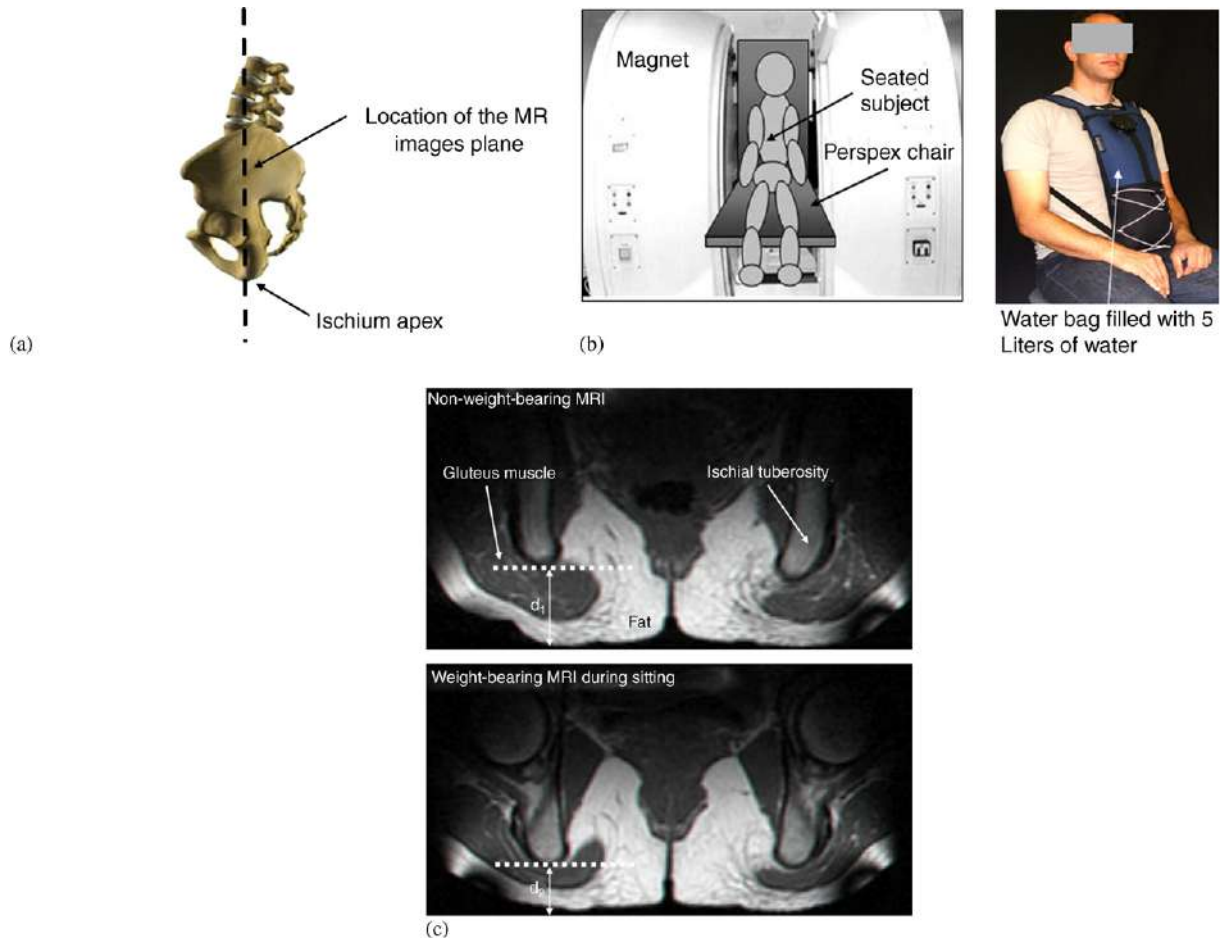 Location of the MR
images plane
Ischium apex
(a)
Magnet
Seated
subject
Perspex chair
(b)
Water bag filled with 5
Liters of water
Non-weight-bearing MRI
Gluteus muscle
Ischial tuberosity
d1
Fat
Weight-bearing MRI during sitting
d2
(c)